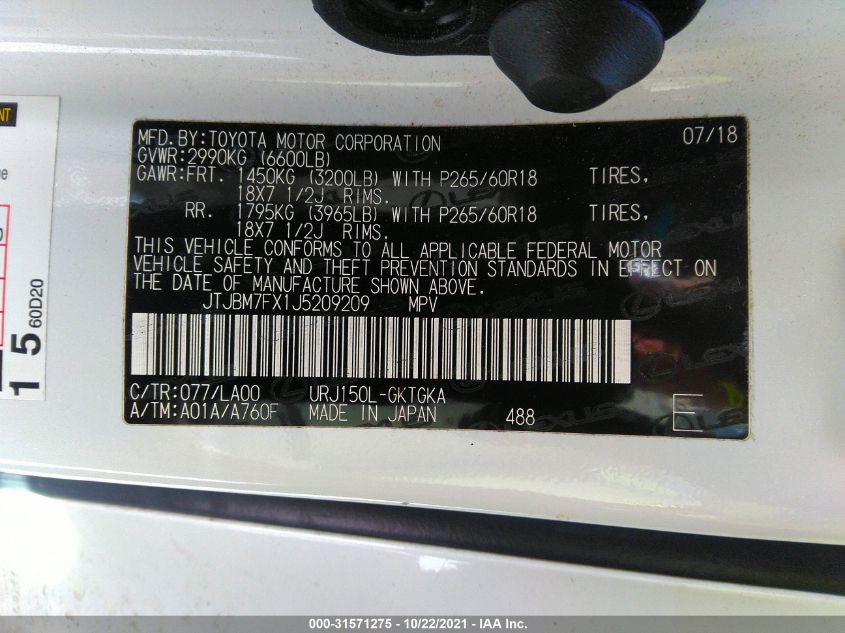 MFD.BY:TOYOTA MOTOR CORPORATION 07/18
GVWR:2990KG (6600LB)
GAWR:FRT. 1450KG (3200LB) WITH P265/60R18 TIRES,
18X7 1/2J RIMS.
RR. 1795KG (3965LB) WITH P265/60R18 TIRES,
18X7 1/2J RIMS.
THIS VEHICLE CONFORMS TO ALL APPLICABLE FEDERAL MOTOR
VEHICLE SAFETY AND THEFT PREVENTION STANDARDS IN EFFECT ON
THE DATE OF MANUFACTURE SHOWN ABOVE.
JTJBM7FX1J5209209 MPV
C/TR:077/LA00 URJ150L-GKTGKA
A/TM:A01A/A760F MADE IN JAPAN 488 E
LEXUS
NT
15 60D20
000-31571275 - 10/22/2021 - IAA Inc.